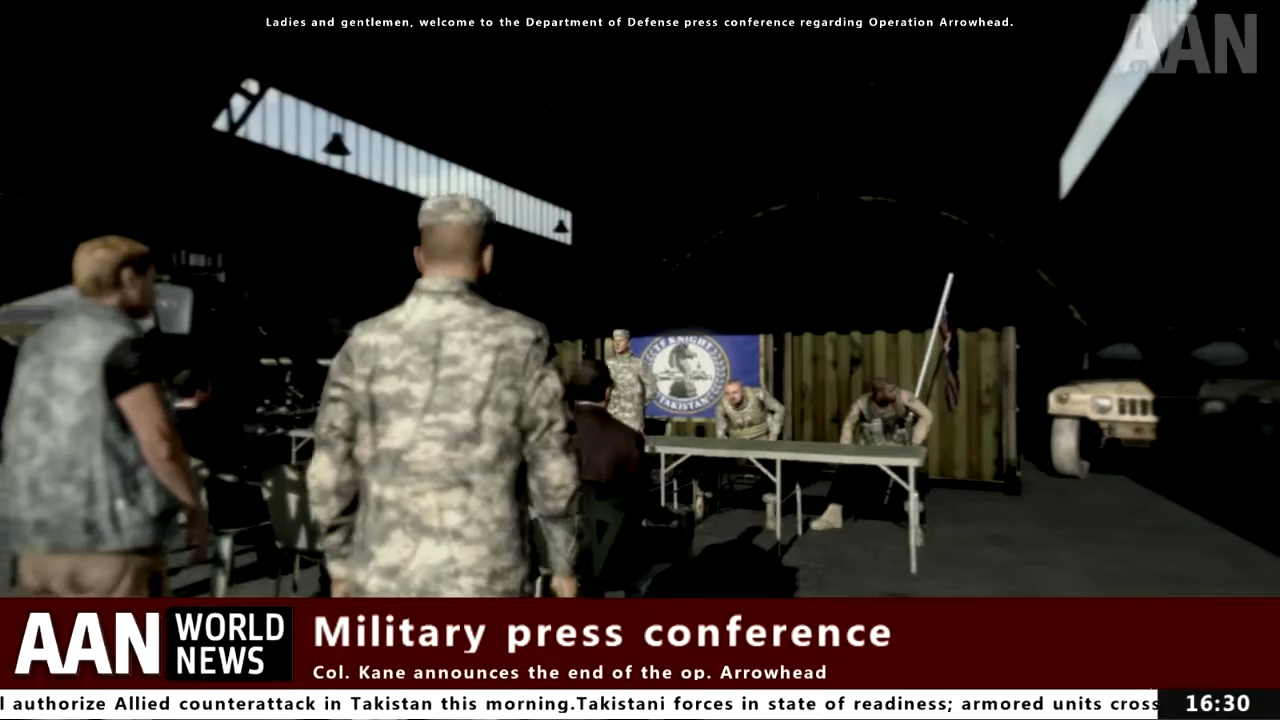 Ladies and gentlemen, welcome to the Department of Defense press conference regarding Operation Arrowhead.
AAN
TF KNIGHT
TAKISTAN
AAN WORLD NEWS
Military press conference
Col. Kane announces the end of the op. Arrowhead
l authorize Allied counterattack in Takistan this morning.Takistani forces in state of readiness; armored units cross
16:30